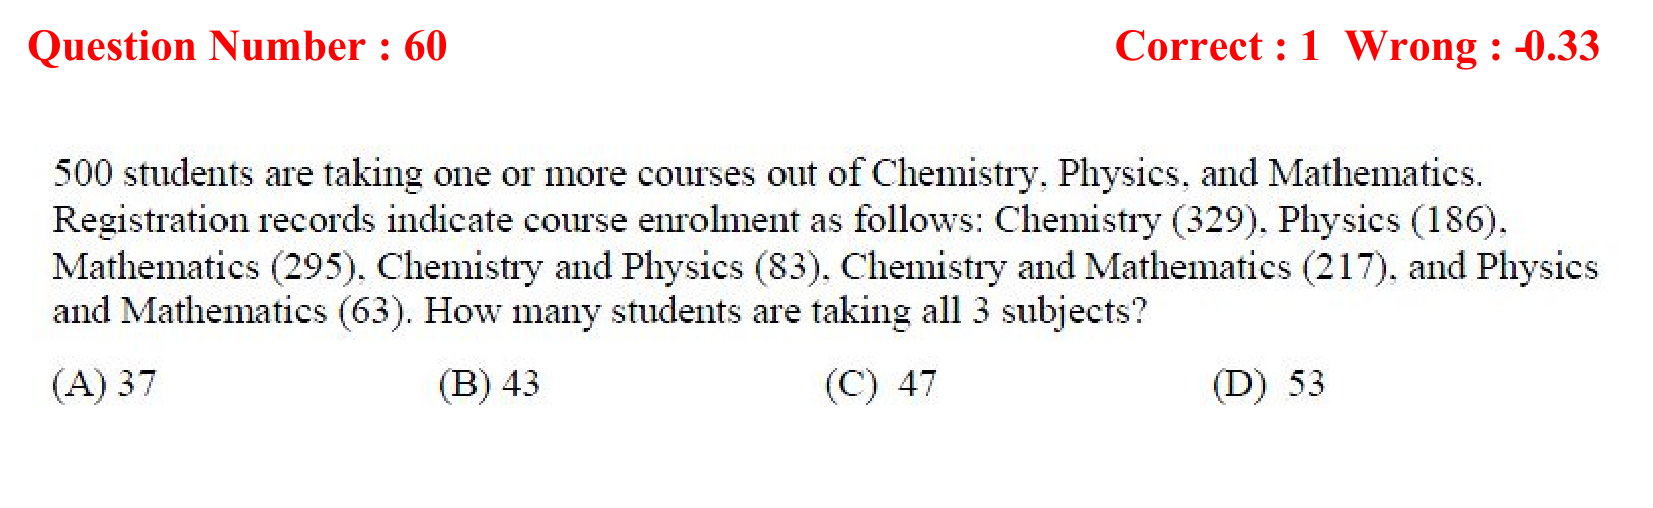 Question Number : 60 Correct : 1 Wrong : -0.33
500 students are taking one or more courses out of Chemistry, Physics, and Mathematics.
Registration records indicate course enrolment as follows: Chemistry (329), Physics (186),
Mathematics (295), Chemistry and Physics (83), Chemistry and Mathematics (217), and Physics
and Mathematics (63). How many students are taking all 3 subjects?
(A) 37 (B) 43 (C) 47 (D) 53